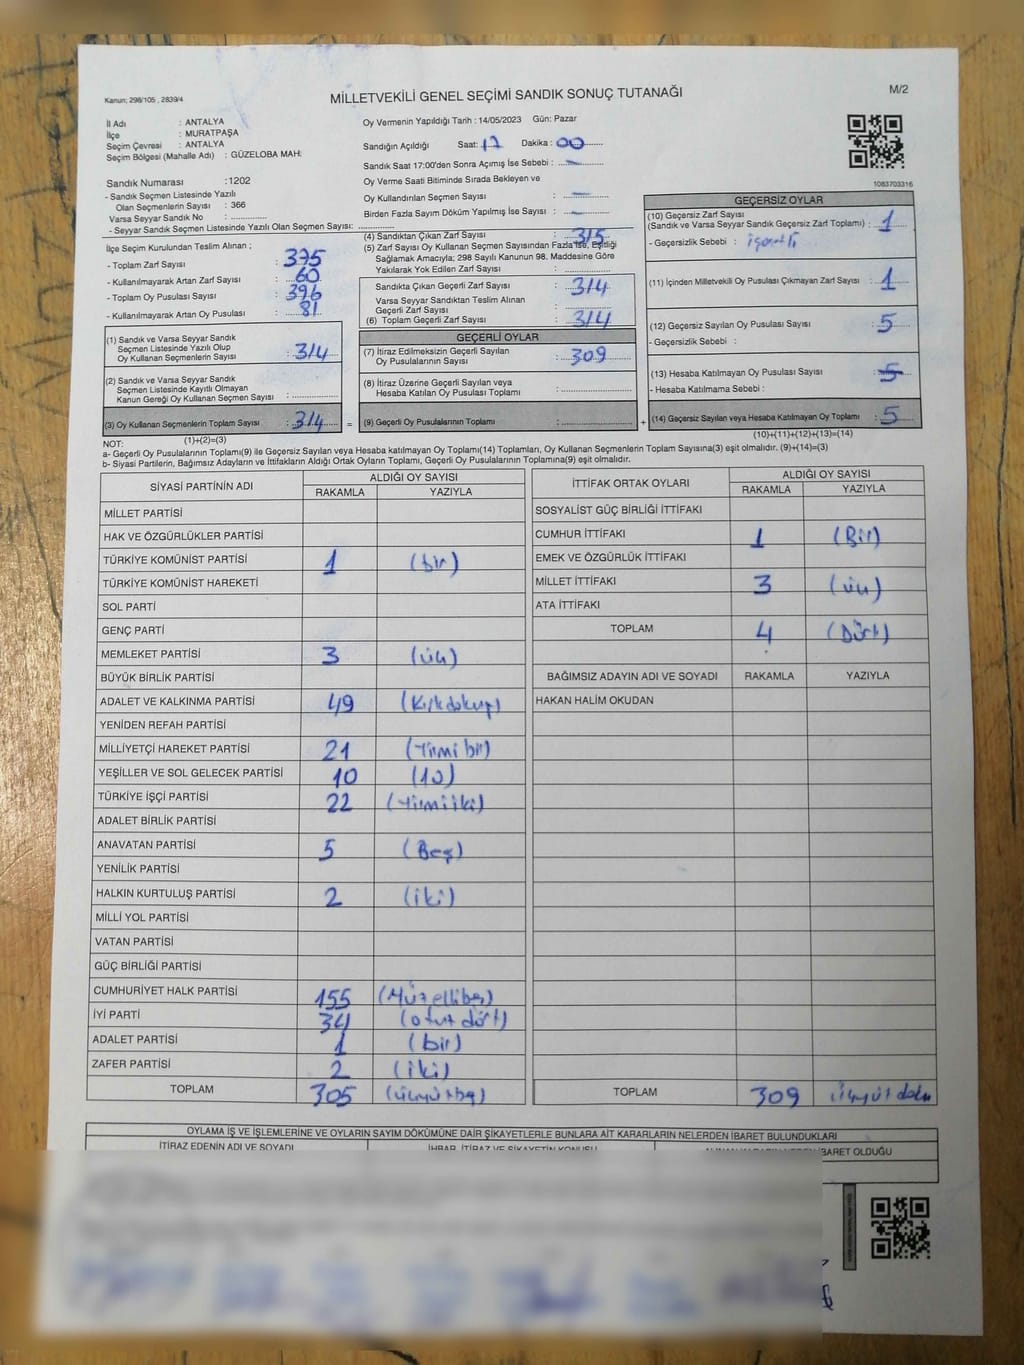 Kanun; 298/105 , 2839/4
MİLLETVEKİLİ GENEL SEÇİMİ SANDIK SONUÇ TUTANAĞI
M/2
İl Adı : ANTALYA
İlçe : MURATPAŞA
Seçim Çevresi : ANTALYA
Seçim Bölgesi (Mahalle Adı) : GÜZELOBA MAH.
Sandık Numarası :1202
- Sandık Seçmen Listesinde Yazılı
Olan Seçmenlerin Sayısı : 366
Varsa Seyyar Sandık No : ..............
- Seyyar Sandık Seçmen Listesinde Yazılı Olan Seçmen Sayısı: ..............
Oy Vermenin Yapıldığı Tarih : 14/05/2023 Gün: Pazar
Sandığın Açıldığı Saat: 17 Dakika : 00
Sandık Saat 17:00'den Sonra Açımış İse Sebebi : —
Oy Verme Saati Bitiminde Sırada Bekleyen ve
Oy Kullandırılan Seçmen Sayısı : —
Birden Fazla Sayım Döküm Yapılmış İse Sayısı : —
1083703316
İlçe Seçim Kurulundan Teslim Alınan ;
- Toplam Zarf Sayısı : 375
- Kullanılmayarak Artan Zarf Sayısı : 60
- Toplam Oy Pusulası Sayısı : 396
- Kullanılmayarak Artan Oy Pusulası : 81
(1) Sandık ve Varsa Seyyar Sandık
Seçmen Listesinde Yazılı Olup
Oy Kullanan Seçmenlerin Sayısı : 314
(2) Sandık ve Varsa Seyyar Sandık
Seçmen Listesinde Kayıtlı Olmayan
Kanun Gereği Oy Kullanan Seçmen Sayısı : ..............
(3) Oy Kullanan Seçmenlerin Toplam Sayısı : 314 =
(4) Sandıktan Çıkan Zarf Sayısı : 315
(5) Zarf Sayısı Oy Kullanan Seçmen Sayısından Fazla İse, Eşitliği
Sağlamak Amacıyla; 298 Sayılı Kanunun 98. Maddesine Göre
Yakılarak Yok Edilen Zarf Sayısı : ..............
Sandıkta Çıkan Geçerli Zarf Sayısı : 314
Varsa Seyyar Sandıktan Teslim Alınan
Geçerli Zarf Sayısı : ..............
(6) Toplam Geçerli Zarf Sayısı : 314
GEÇERLİ OYLAR
(7) İtiraz Edilmeksizin Geçerli Sayılan
Oy Pusulalarının Sayısı : 309
(8) İtiraz Üzerine Geçerli Sayılan veya
Hesaba Katılan Oy Pusulası Toplamı : ..............
(9) Geçerli Oy Pusulalarının Toplamı : .............. +
GEÇERSİZ OYLAR
(10) Geçersiz Zarf Sayısı
(Sandık ve Varsa Seyyar Sandık Geçersiz Zarf Toplamı) : 1
- Geçersizlik Sebebi : işaretli
(11) İçinden Milletvekili Oy Pusulası Çıkmayan Zarf Sayısı : 1
(12) Geçersiz Sayılan Oy Pusulası Sayısı : 5
- Geçersizlik Sebebi :
(13) Hesaba Katılmayan Oy Pusulası Sayısı : 5
- Hesaba Katılmama Sebebi :
(14) Geçersiz Sayılan veya Hesaba Katılmayan Oy Toplamı : 5
NOT: (1)+(2)=(3) (10)+(11)+(12)+(13)=(14)
a- Geçerli Oy Pusulalarının Toplamı(9) ile Geçersiz Sayılan veya Hesaba katılmayan Oy Toplamı(14) Toplamları, Oy Kullanan Seçmenlerin Toplam Sayısına(3) eşit olmalıdır. (9)+(14)=(3)
b- Siyasi Partilerin, Bağımsız Adayların ve İttifakların Aldığı Ortak Oyların Toplamı, Geçerli Oy Pusulalarının Toplamına(9) eşit olmalıdır.
SİYASİ PARTİNİN ADI ALDIĞI OY SAYISI
RAKAMLA YAZIYLA
MİLLET PARTİSİ
HAK VE ÖZGÜRLÜKLER PARTİSİ
TÜRKİYE KOMÜNİST PARTİSİ 1 (bir)
TÜRKİYE KOMÜNİST HAREKETİ
SOL PARTİ
GENÇ PARTİ
MEMLEKET PARTİSİ 3 (üç)
BÜYÜK BİRLİK PARTİSİ
ADALET VE KALKINMA PARTİSİ 49 (Kırkdokuz)
YENİDEN REFAH PARTİSİ
MİLLİYETÇİ HAREKET PARTİSİ 21 (Yirmi bir)
YEŞİLLER VE SOL GELECEK PARTİSİ 10 (10)
TÜRKİYE İŞÇİ PARTİSİ 22 (Yirmiiki)
ADALET BİRLİK PARTİSİ
ANAVATAN PARTİSİ 5 (Beş)
YENİLİK PARTİSİ
HALKIN KURTULUŞ PARTİSİ 2 (iki)
MİLLİ YOL PARTİSİ
VATAN PARTİSİ
GÜÇ BİRLİĞİ PARTİSİ
CUMHURİYET HALK PARTİSİ 155 (Yüzellibeş)
İYİ PARTİ 34 (otuz dört)
ADALET PARTİSİ 1 (bir)
ZAFER PARTİSİ 2 (iki)
TOPLAM 305 (üçyüzbeş)
İTTİFAK ORTAK OYLARI ALDIĞI OY SAYISI
RAKAMLA YAZIYLA
SOSYALİST GÜÇ BİRLİĞİ İTTİFAKI
CUMHUR İTTİFAKI 1 (Bir)
EMEK VE ÖZGÜRLÜK İTTİFAKI
MİLLET İTTİFAKI 3 (üç)
ATA İTTİFAKI
TOPLAM 4 (Dört)
BAĞIMSIZ ADAYIN ADI VE SOYADI RAKAMLA YAZIYLA
HAKAN HALİM OKUDAN
TOPLAM 309
OYLAMA İŞ VE İŞLEMLERİNE VE OYLARIN SAYIM DÖKÜMÜNE DAİR ŞİKAYETLERLE BUNLARA AİT KARARLARIN NELERDEN İBARET BULUNDUKLARI
İTİRAZ EDENİN ADI VE SOYADI İHBAR, İTİRAZ VE ŞİKAYETİN KONUSU İBARET OLDUĞU